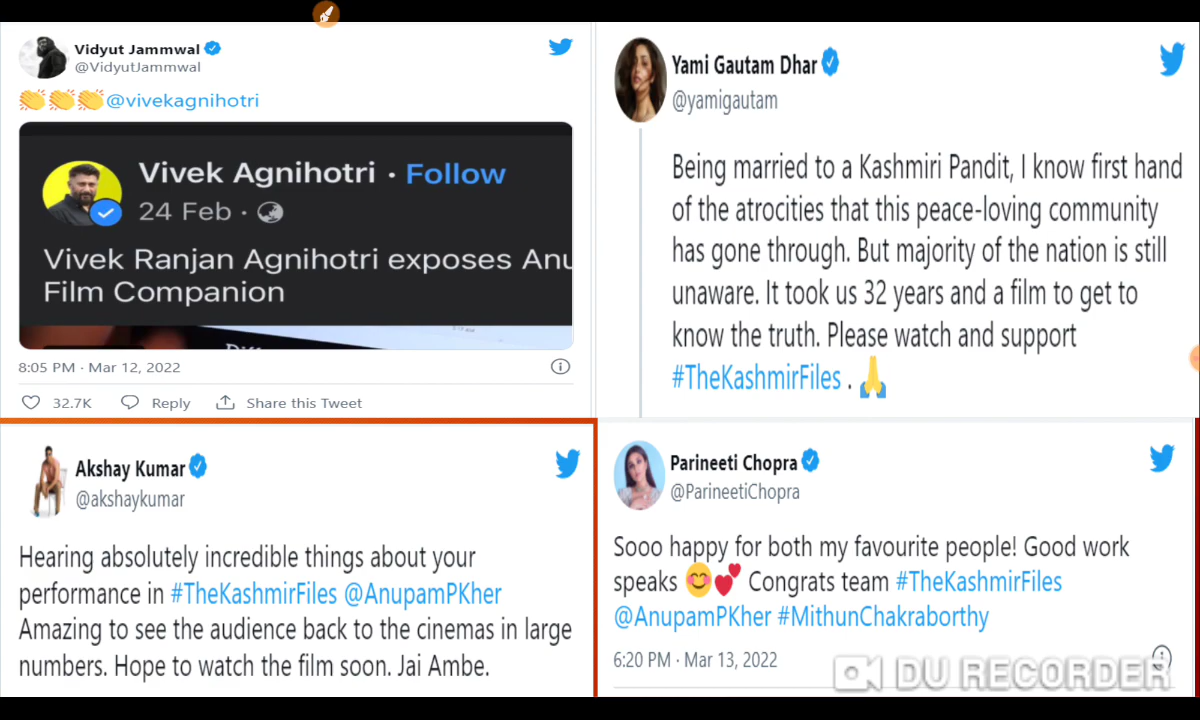 Vidyut Jammwal
@VidyutJammwal
👏👏👏@vivekagnihotri
Vivek Agnihotri · Follow
24 Feb ·
Vivek Ranjan Agnihotri exposes Anu
Film Companion
8:05 PM · Mar 12, 2022
32.7K Reply Share this Tweet
Yami Gautam Dhar
@yamigautam
Being married to a Kashmiri Pandit, I know first hand
of the atrocities that this peace-loving community
has gone through. But majority of the nation is still
unaware. It took us 32 years and a film to get to
know the truth. Please watch and support
#TheKashmirFiles . 🙏
Akshay Kumar
@akshaykumar
Hearing absolutely incredible things about your
performance in #TheKashmirFiles @AnupamPKher
Amazing to see the audience back to the cinemas in large
numbers. Hope to watch the film soon. Jai Ambe.
Parineeti Chopra
@ParineetiChopra
Sooo happy for both my favourite people! Good work
speaks 😊💕 Congrats team #TheKashmirFiles
@AnupamPKher #MithunChakraborthy
6:20 PM · Mar 13, 2022
DU RECORDER